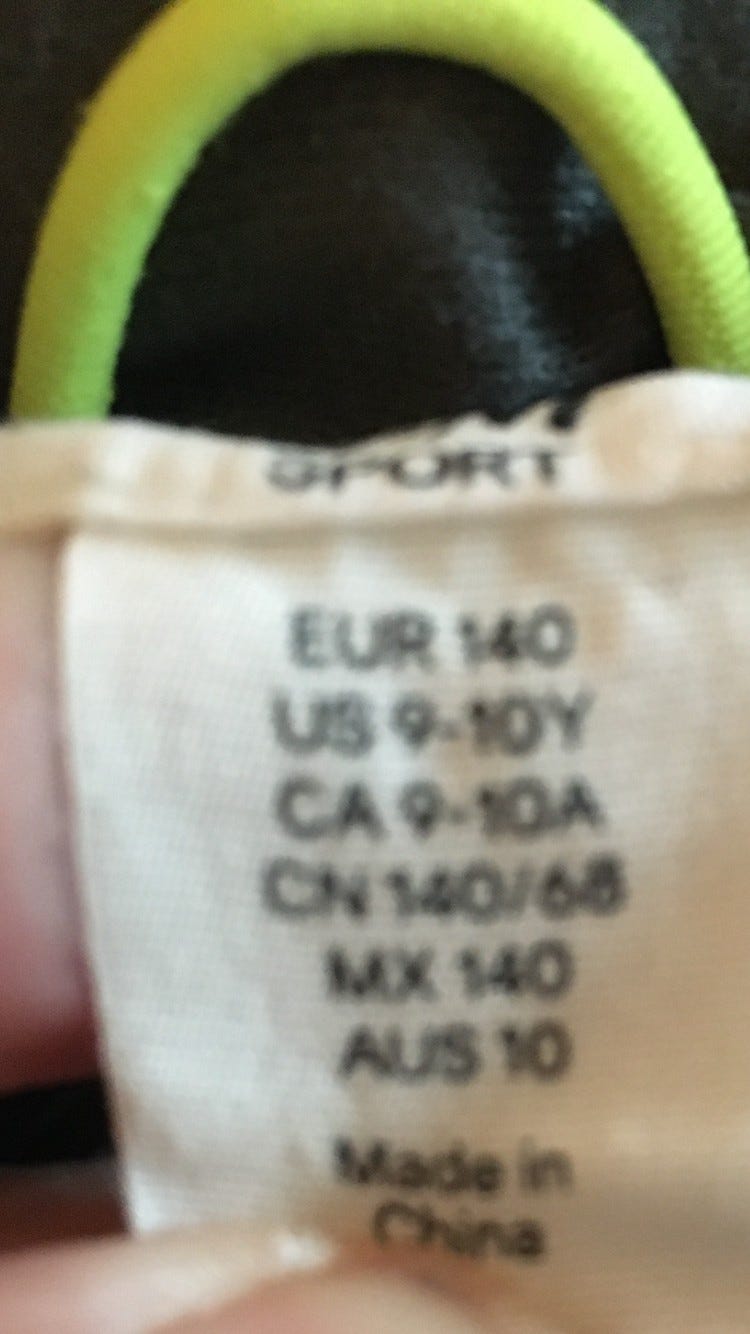 SPORT
EUR 140
US 9-10Y
CA 9-10A
CN 140/68
MX 140
AUS 10
Made in
China